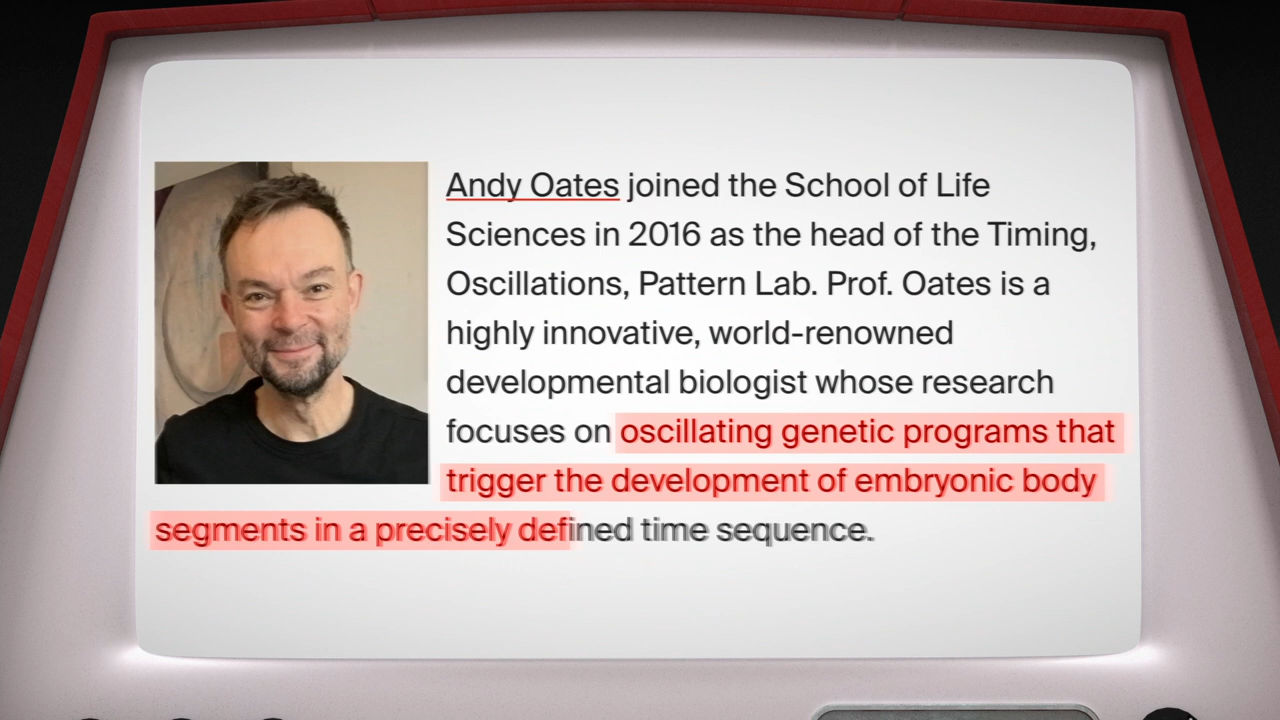 Andy Oates joined the School of Life
Sciences in 2016 as the head of the Timing,
Oscillations, Pattern Lab. Prof. Oates is a
highly innovative, world-renowned
developmental biologist whose research
focuses on oscillating genetic programs that
trigger the development of embryonic body
segments in a precisely defined time sequence.